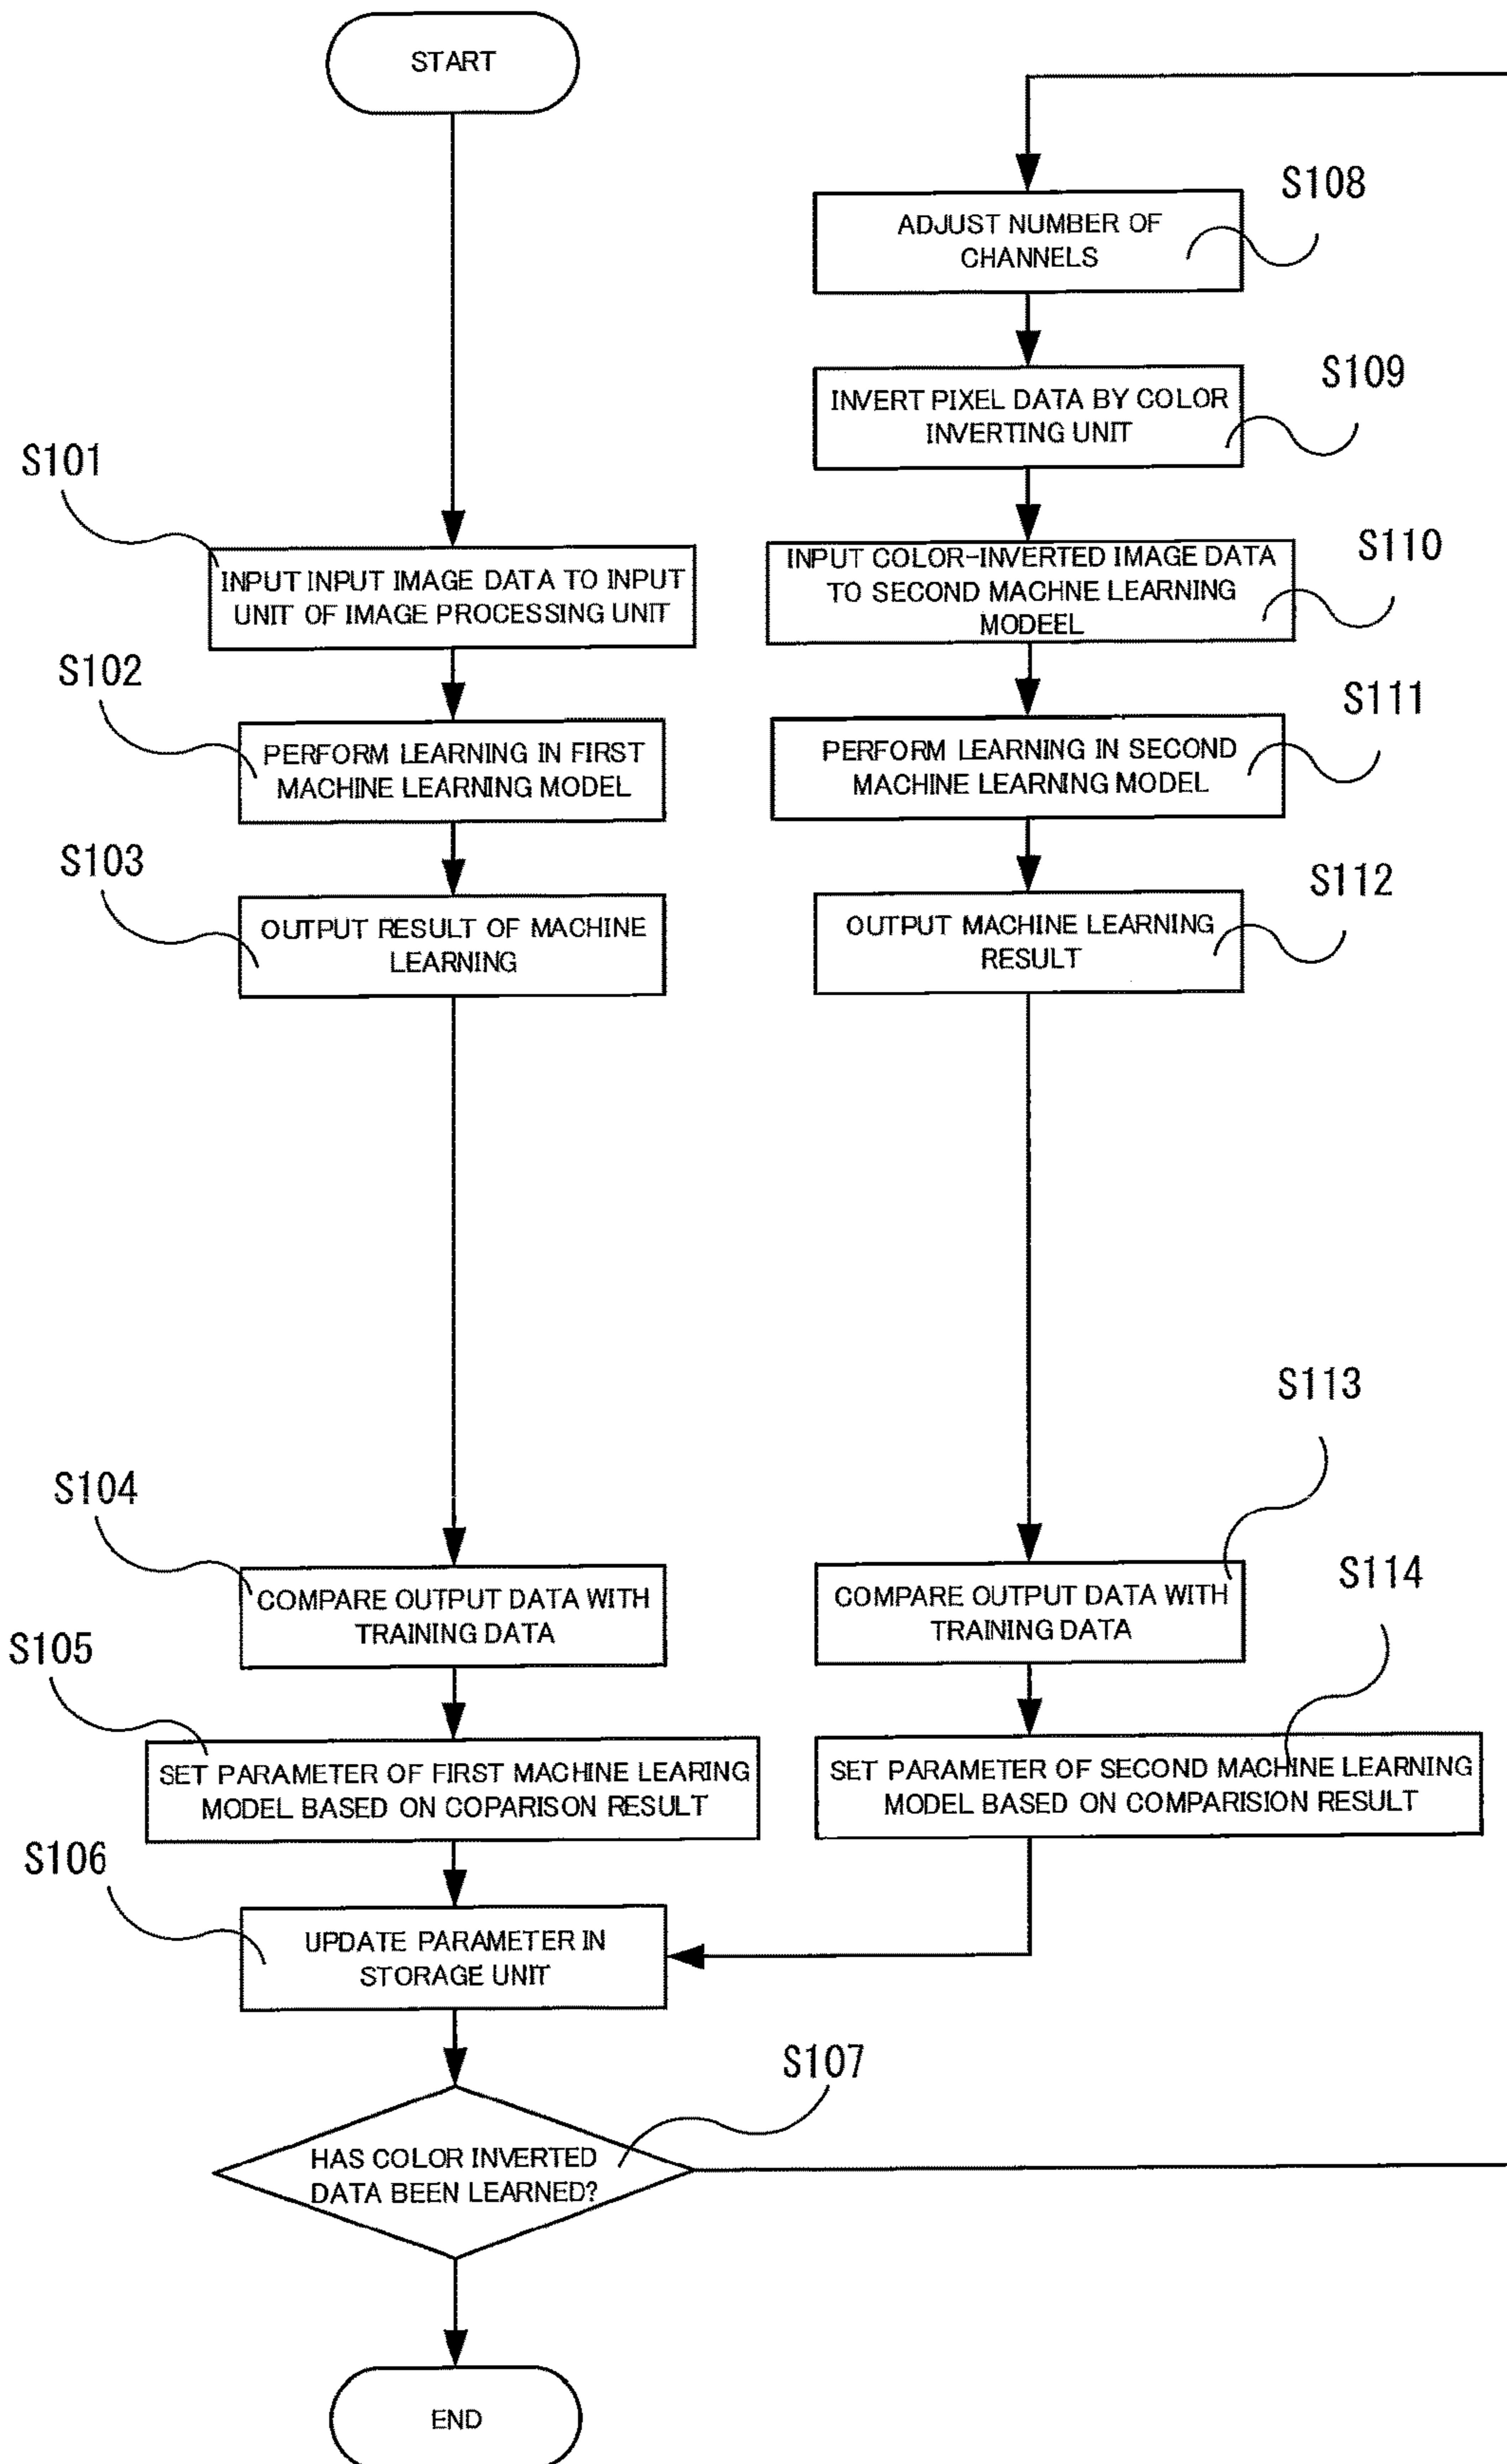 START
S101
INPUT INPUT IMAGE DATA TO INPUT
UNIT OF IMAGE PROCESSING UNIT
S102
PERFORM LEARNING IN FIRST
MACHINE LEARNING MODEL
S103
OUTPUT RESULT OF MACHINE
LEARNING
S104
COMPARE OUTPUT DATA WITH
TRAINING DATA
S105
SET PARAMETER OF FIRST MACHINE LEARING
MODEL BASED ON COPARISON RESULT
S106
UPDATE PARAMETER IN
STORAGE UNIT
S107
HAS COLOR INVERTED
DATA BEEN LEARNED?
END
S108
ADJUST NUMBER OF
CHANNELS
S109
INVERT PIXEL DATA BY COLOR
INVERTING UNIT
S110
INPUT COLOR-INVERTED IMAGE DATA
TO SECOND MACHNE LEARNING
MODEEL
S111
PERFORM LEARNING IN SECOND
MACHINE LEARNING MODEL
S112
OUTPUT MACHINE LEARNING
RESULT
S113
COMPARE OUTPUT DATA WITH
TRAINING DATA
S114
SET PARAMETER OF SECOND MACHINE LEARNING
MODEL BASED ON COMPARISION RESULT